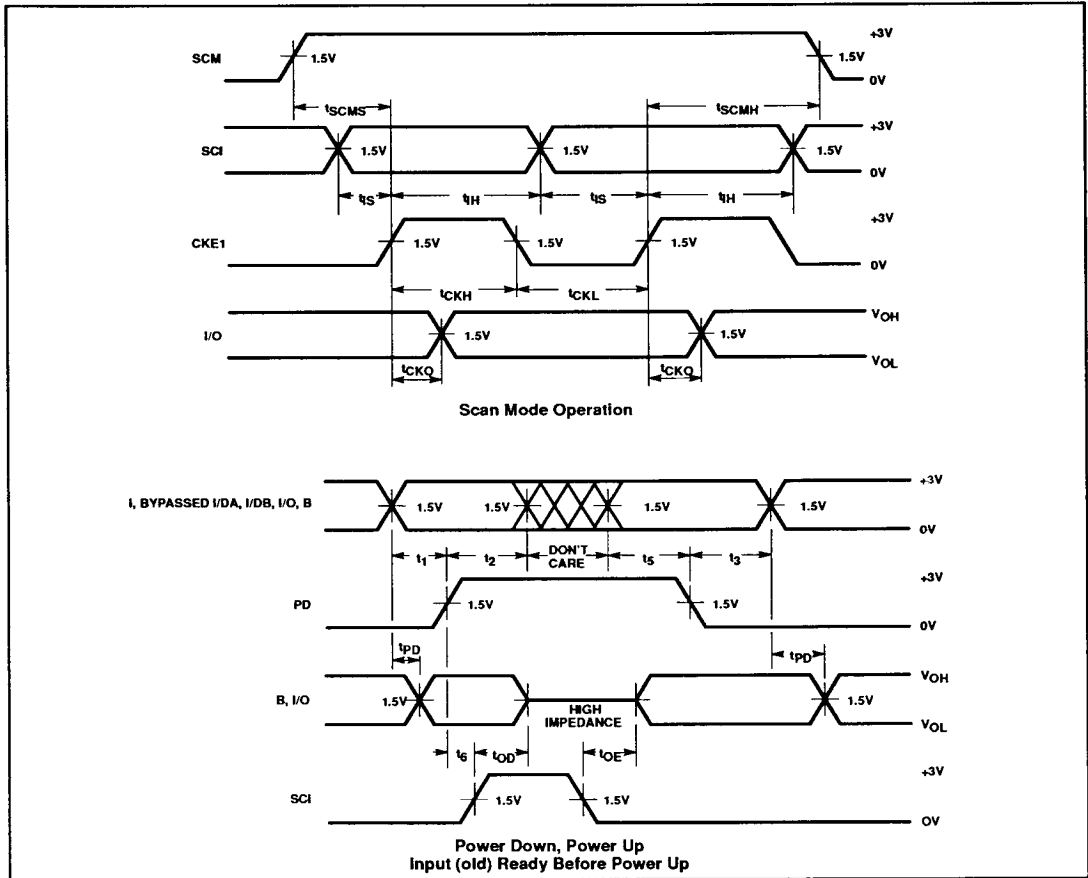 +3V
SCM
1.5V
1.5V
0V
tSCMS
tSCMH
+3V
SCI
1.5V
1.5V
1.5V
0V
tIS
tIH
tIS
tIH
+3V
CKE1
1.5V
1.5V
1.5V
0V
tCKH
tCKL
VOH
I/O
1.5V
1.5V
VOL
tCKO
tCKO
Scan Mode Operation
+3V
I, BYPASSED I/DA, I/DB, I/O, B
1.5V
1.5V
1.5V
1.5V
0V
t1
t2
DON'T
CARE
t5
t3
+3V
PD
1.5V
1.5V
0V
tPD
tPD
VOH
B, I/O
1.5V
1.5V
HIGH
IMPEDANCE
VOL
t6
tOD
tOE
+3V
SCI
1.5V
1.5V
0V
Power Down, Power Up
Input (old) Ready Before Power Up